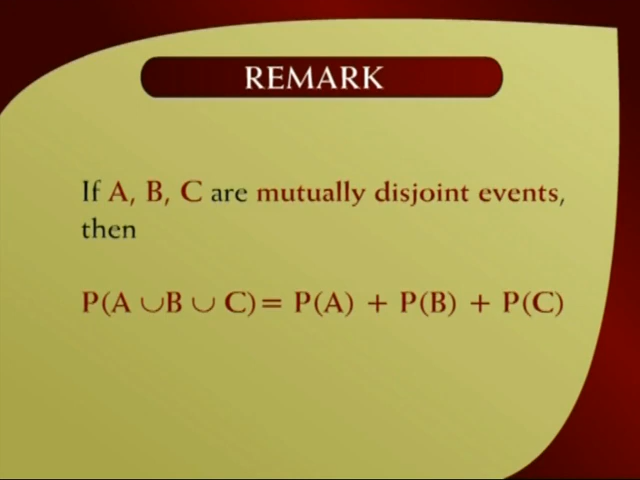 REMARK
If A, B, C are mutually disjoint events,
then
P(A ∪B ∪ C)= P(A) + P(B) + P(C)